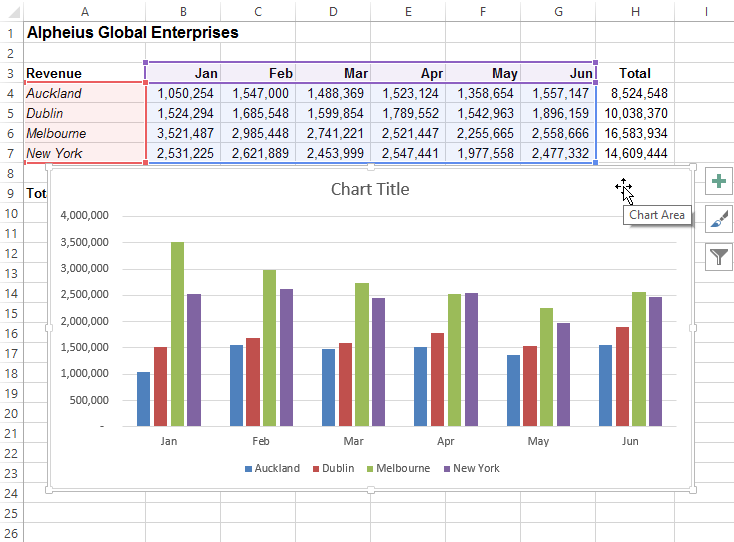 A B C D E F G H I
1 Alpheius Global Enterprises
2
3 Revenue Jan Feb Mar Apr May Jun Total
4 Auckland 1,050,254 1,547,000 1,488,369 1,523,124 1,358,654 1,557,147 8,524,548
5 Dublin 1,524,294 1,685,548 1,599,854 1,789,552 1,542,963 1,896,159 10,038,370
6 Melbourne 3,521,487 2,985,448 2,741,221 2,521,447 2,255,665 2,558,666 16,583,934
7 New York 2,531,225 2,621,889 2,453,999 2,547,441 1,977,558 2,477,332 14,609,444
8
Chart Title
9 Tot
10
Chart Area
4,000,000
11
3,500,000
12
3,000,000
13
14
2,500,000
15
2,000,000
16
17
1,500,000
18
1,000,000
19
500,000
20
21
-
Jan Feb Mar Apr May Jun
22
23
Auckland Dublin Melbourne New York
24
25
26